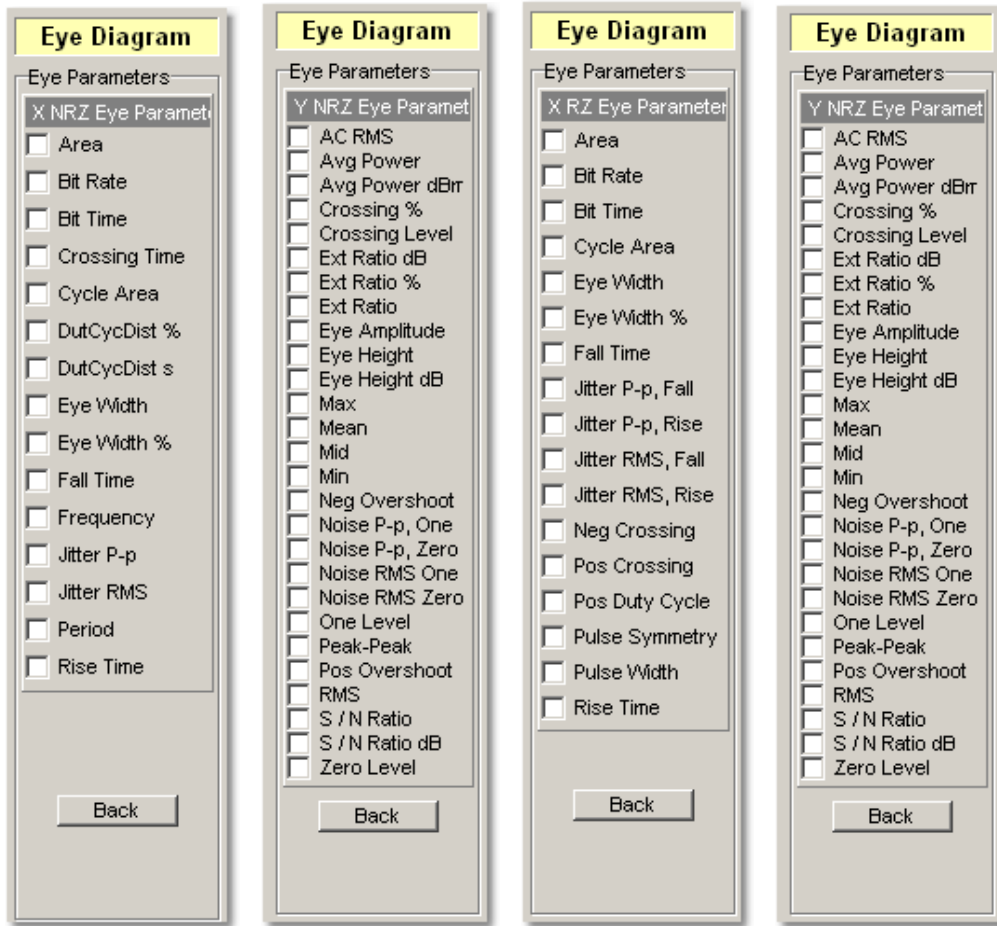 Eye Diagram
Eye Parameters
X NRZ Eye Paramet
Area
Bit Rate
Bit Time
Crossing Time
Cycle Area
DutCycDist %
DutCycDist s
Eye Width
Eye Width %
Fall Time
Frequency
Jitter P-p
Jitter RMS
Period
Rise Time
Back
Eye Diagram
Eye Parameters
Y NRZ Eye Paramet
AC RMS
Avg Power
Avg Power dBm
Crossing %
Crossing Level
Ext Ratio dB
Ext Ratio %
Ext Ratio
Eye Amplitude
Eye Height
Eye Height dB
Max
Mean
Mid
Min
Neg Overshoot
Noise P-p, One
Noise P-p, Zero
Noise RMS One
Noise RMS Zero
One Level
Peak-Peak
Pos Overshoot
RMS
S / N Ratio
S / N Ratio dB
Zero Level
Back
Eye Diagram
Eye Parameters
X RZ Eye Parameter
Area
Bit Rate
Bit Time
Cycle Area
Eye Width
Eye Width %
Fall Time
Jitter P-p, Fall
Jitter P-p, Rise
Jitter RMS, Fall
Jitter RMS, Rise
Neg Crossing
Pos Crossing
Pos Duty Cycle
Pulse Symmetry
Pulse Width
Rise Time
Back
Eye Diagram
Eye Parameters
Y NRZ Eye Paramet
AC RMS
Avg Power
Avg Power dBm
Crossing %
Crossing Level
Ext Ratio dB
Ext Ratio %
Ext Ratio
Eye Amplitude
Eye Height
Eye Height dB
Max
Mean
Mid
Min
Neg Overshoot
Noise P-p, One
Noise P-p, Zero
Noise RMS One
Noise RMS Zero
One Level
Peak-Peak
Pos Overshoot
RMS
S / N Ratio
S / N Ratio dB
Zero Level
Back